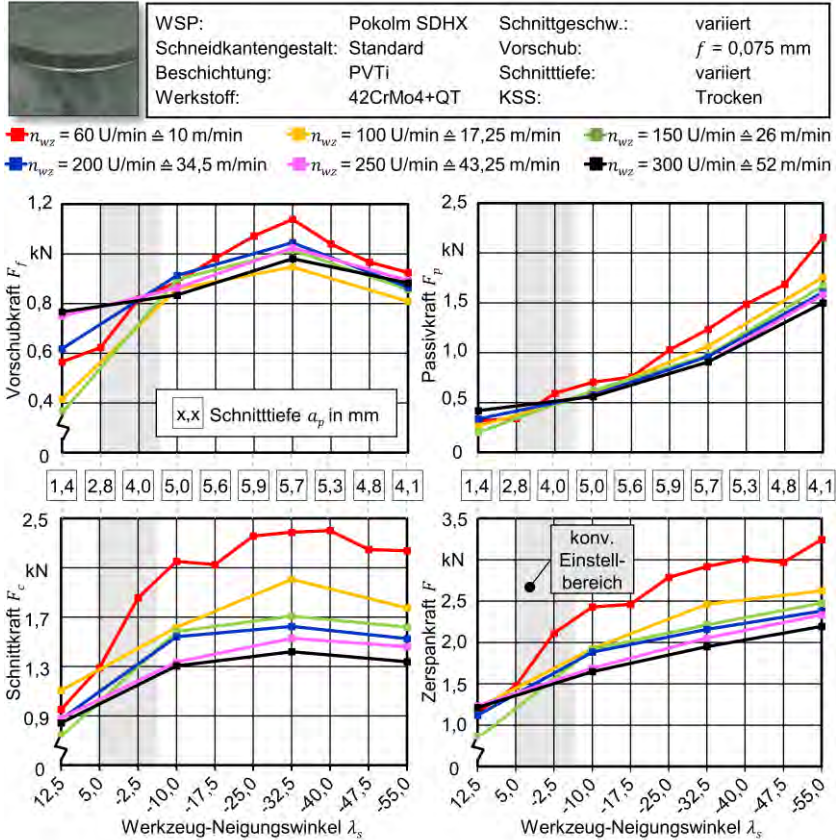 WSP: Pokolm SDHX Schnittgeschw.: variiert
Schneidkantengestalt: Standard Vorschub: f = 0,075 mm
Beschichtung: PVTi Schnitttiefe: variiert
Werkstoff: 42CrMo4+QT KSS: Trocken
n_wz = 60 U/min ≙ 10 m/min n_wz = 100 U/min ≙ 17,25 m/min n_wz = 150 U/min ≙ 26 m/min
n_wz = 200 U/min ≙ 34,5 m/min n_wz = 250 U/min ≙ 43,25 m/min n_wz = 300 U/min ≙ 52 m/min
Vorschubkraft F_f
1,2
kN
0,8
0,6
0,4
0
x,x Schnitttiefe a_p in mm
Passivkraft F_p
2,5
kN
1,5
1,0
0,5
0
1,4 2,8 4,0 5,0 5,6 5,9 5,7 5,3 4,8 4,1
1,4 2,8 4,0 5,0 5,6 5,9 5,7 5,3 4,8 4,1
Schnittkraft F_c
2,5
kN
1,7
1,3
0,9
0
12,5 5,0 -2,5 -10,0 -17,5 -25,0 -32,5 -40,0 -47,5 -55,0
Werkzeug-Neigungswinkel λ_s
Zerspankraft F
3,5
kN
2,5
2,0
1,5
1,0
0
konv.
Einstell-
bereich
12,5 5,0 -2,5 -10,0 -17,5 -25,0 -32,5 -40,0 -47,5 -55,0
Werkzeug-Neigungswinkel λ_s